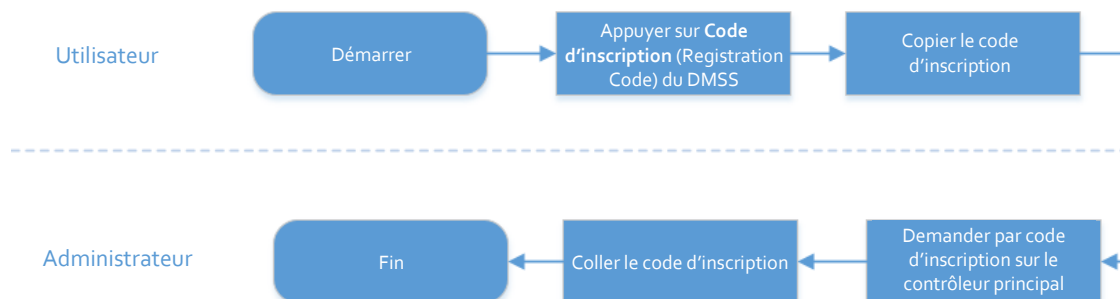 Utilisateur
Démarrer
Appuyer sur Code
d'inscription (Registration
Code) du DMSS
Copier le code
d'inscription
Administrateur
Fin
Coller le code d'inscription
Demander par code
d'inscription sur le
contrôleur principal